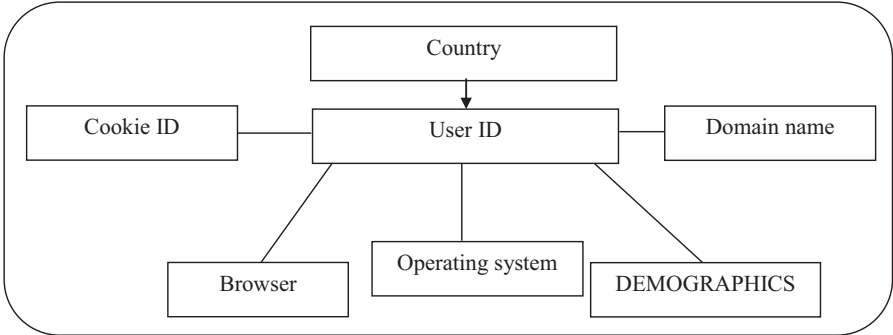 Country
Cookie ID
User ID
Domain name
Browser
Operating system
DEMOGRAPHICS